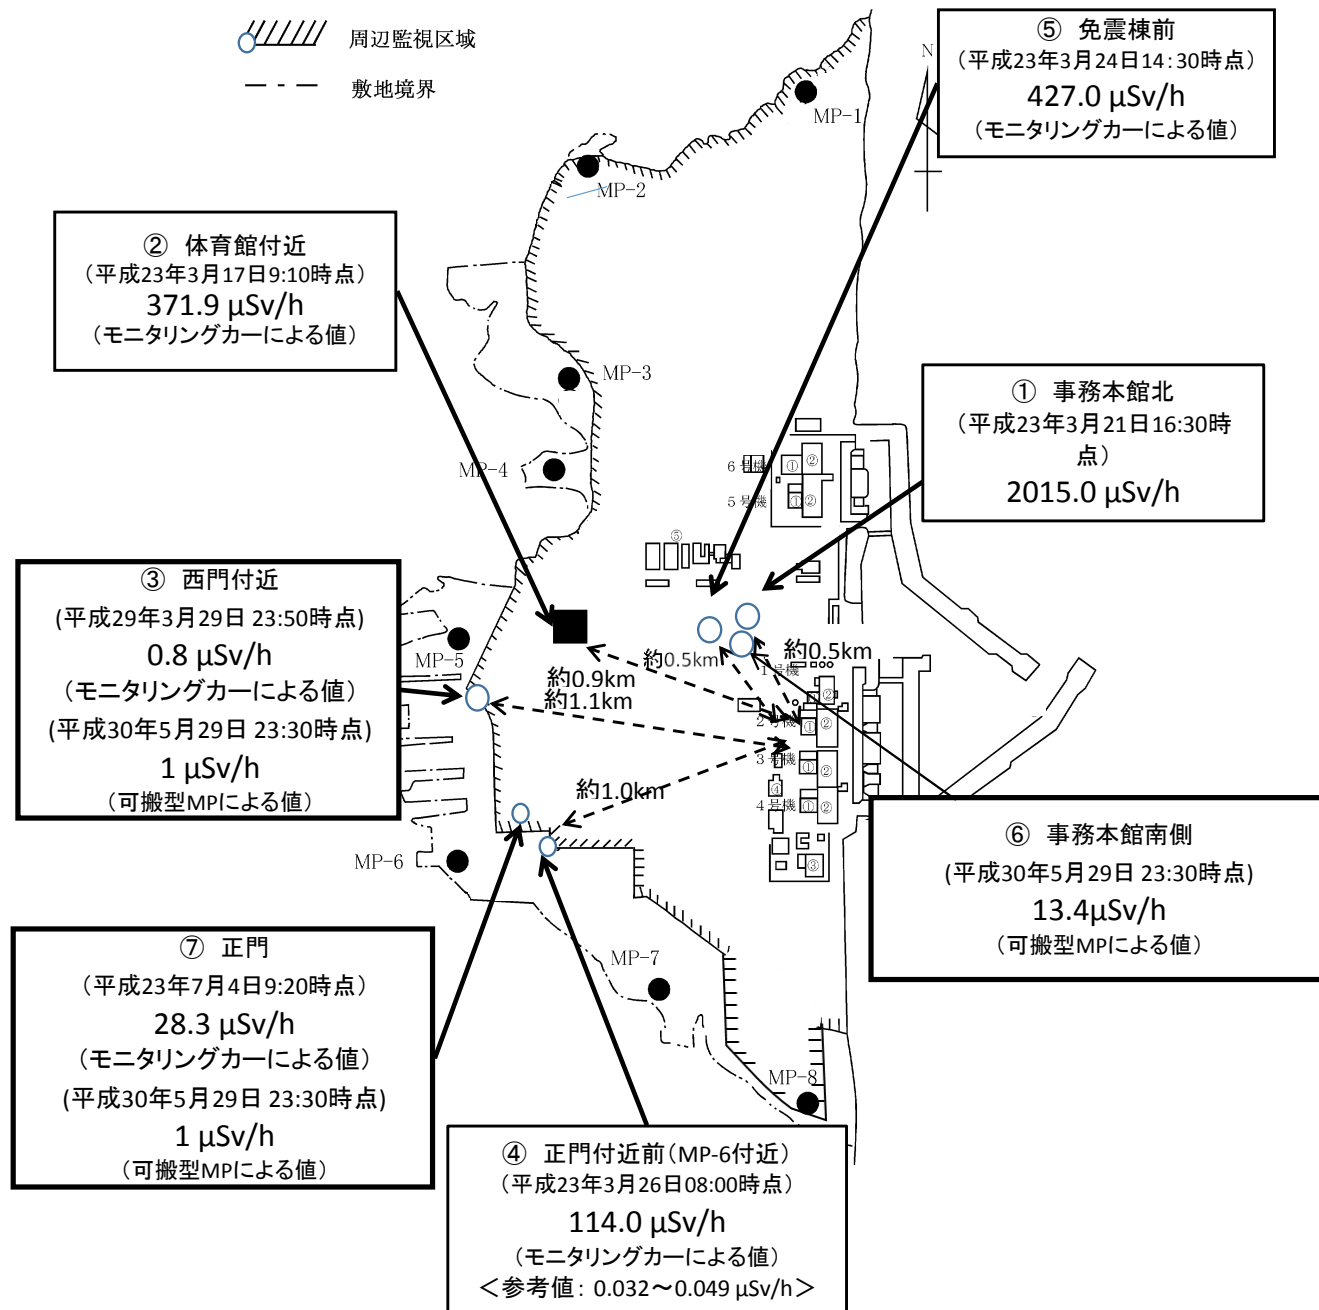 周辺監視区域
敷地境界
⑤ 免震棟前
(平成23年3月24日14:30時点)
427.0 μSv/h
(モニタリングカーによる値)
N
MP-1
MP-2
② 体育館付近
(平成23年3月17日9:10時点)
371.9 μSv/h
(モニタリングカーによる値)
MP-3
① 事務本館北
(平成23年3月21日16:30時
点)
2015.0 μSv/h
MP-4
6号機
①
②
5号機
①
②
⑤
③ 西門付近
(平成29年3月29日 23:50時点)
0.8 μSv/h
(モニタリングカーによる値)
(平成30年5月29日 23:30時点)
1 μSv/h
(可搬型MPによる値)
MP-5
約0.5km
約0.5km
約0.9km
約1.1km
1号機
②
2号機
①
②
3号機
①
②
④
約1.0km
4号機
①
②
③
MP-6
⑥ 事務本館南側
(平成30年5月29日 23:30時点)
13.4μSv/h
(可搬型MPによる値)
⑦ 正門
(平成23年7月4日9:20時点)
28.3 μSv/h
(モニタリングカーによる値)
(平成30年5月29日 23:30時点)
1 μSv/h
(可搬型MPによる値)
MP-7
MP-8
④ 正門付近前(MP-6付近)
(平成23年3月26日08:00時点)
114.0 μSv/h
(モニタリングカーによる値)
<参考値: 0.032~0.049 μSv/h>